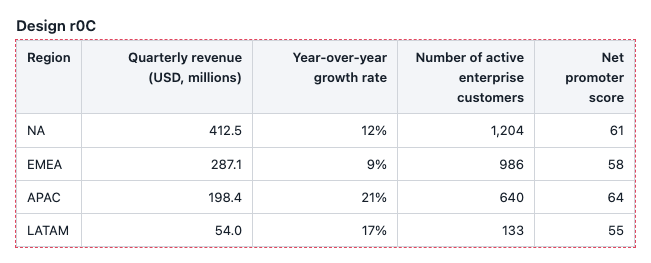 Design r0C
Region Quarterly revenue Year-over-year Number of active Net
(USD, millions) growth rate enterprise promoter
customers score
NA 412.5 12% 1,204 61
EMEA 287.1 9% 986 58
APAC 198.4 21% 640 64
LATAM 54.0 17% 133 55